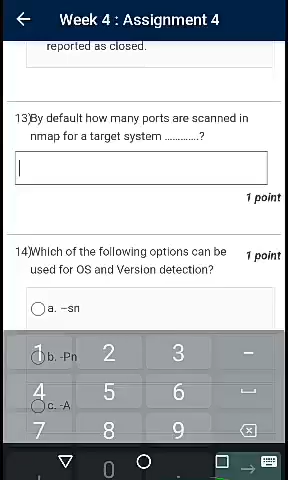 Week 4 : Assignment 4
reported as closed.
13)By default how many ports are scanned in
nmap for a target system .............?
1 point
14)Which of the following options can be
used for OS and Version detection?
1 point
a. –sn
b. -Pn
c. -A
1 2 3 –
4 5 6
7 8 9
0